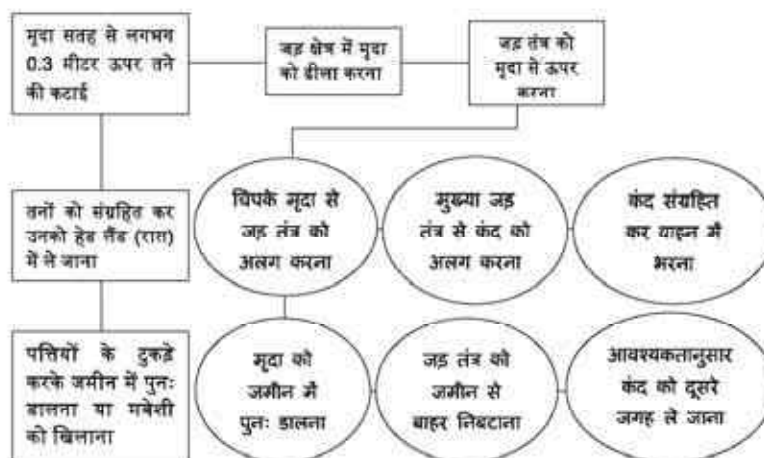 मृदा सतह से लगभग
0.3 मीटर ऊपर तने
की कटाई
जड़ क्षेत्र में मृदा
को ढीला करना
जड़ तंत्र को
मृदा से ऊपर
करना
तनों को संग्रहित कर
उनको हेड लैंड (रास)
में ले जाना
चिपके मृदा से
जड़ तंत्र को
अलग करना
मुख्या जड़
तंत्र से कंद को
अलग करना
कंद संग्रहित
कर वाहन में
भरना
पत्तियों के टुकड़े
करके जमीन में पुनः
डालना या मबेशी
को खिलाना
मृदा को
जमीन में
पुनः डालना
जड़ तंत्र को
जमीन से
बाहर निबटाना
आवश्यकतानुसार
कंद को दूसरे
जगह ले जाना